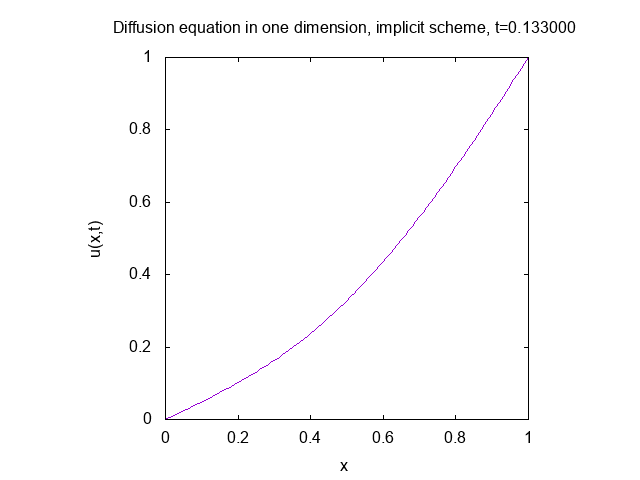 Diffusion equation in one dimension, implicit scheme, t=0.133000
1
0.8
0.6
0.4
0.2
0
u(x,t)
0 0.2 0.4 0.6 0.8 1
x